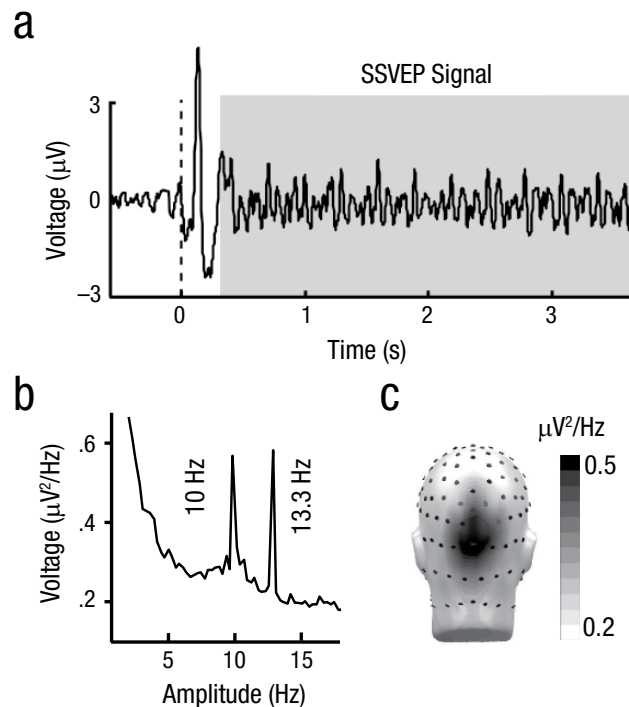 a
SSVEP Signal
Voltage (μV)
3
0
−3
0 1 2 3
Time (s)
b
Voltage (μV²/Hz)
.6
.4
.2
10 Hz
13.3 Hz
5 10 15
Amplitude (Hz)
c
μV²/Hz
0.5
0.2